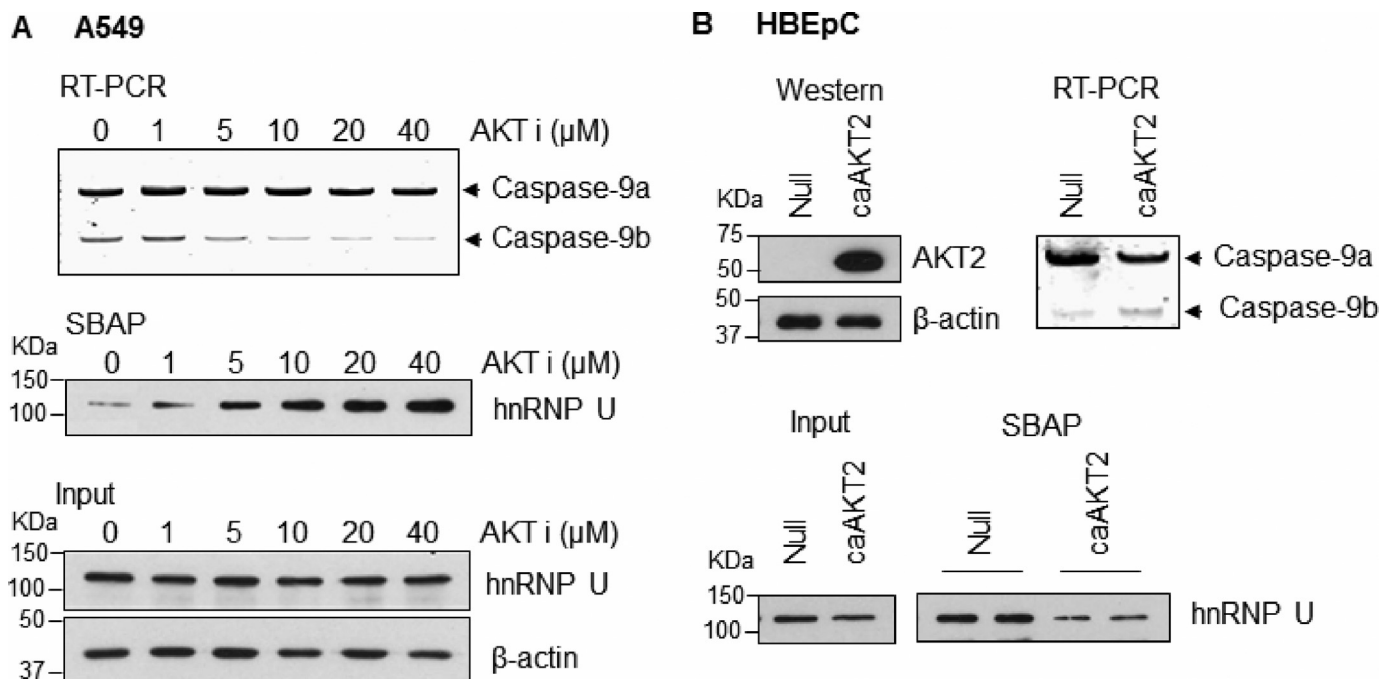 A A549
RT-PCR
0 1 5 10 20 40 AKT i (μM)
Caspase-9a
Caspase-9b
SBAP
KDa
0 1 5 10 20 40 AKT i (μM)
150
100
hnRNP U
Input
KDa
0 1 5 10 20 40 AKT i (μM)
150
100
hnRNP U
50
37
β-actin
B HBEpC
Western
KDa
Null
caAKT2
75
50
AKT2
50
37
β-actin
RT-PCR
Null
caAKT2
Caspase-9a
Caspase-9b
Input
KDa
Null
caAKT2
150
100
SBAP
Null
caAKT2
hnRNP U